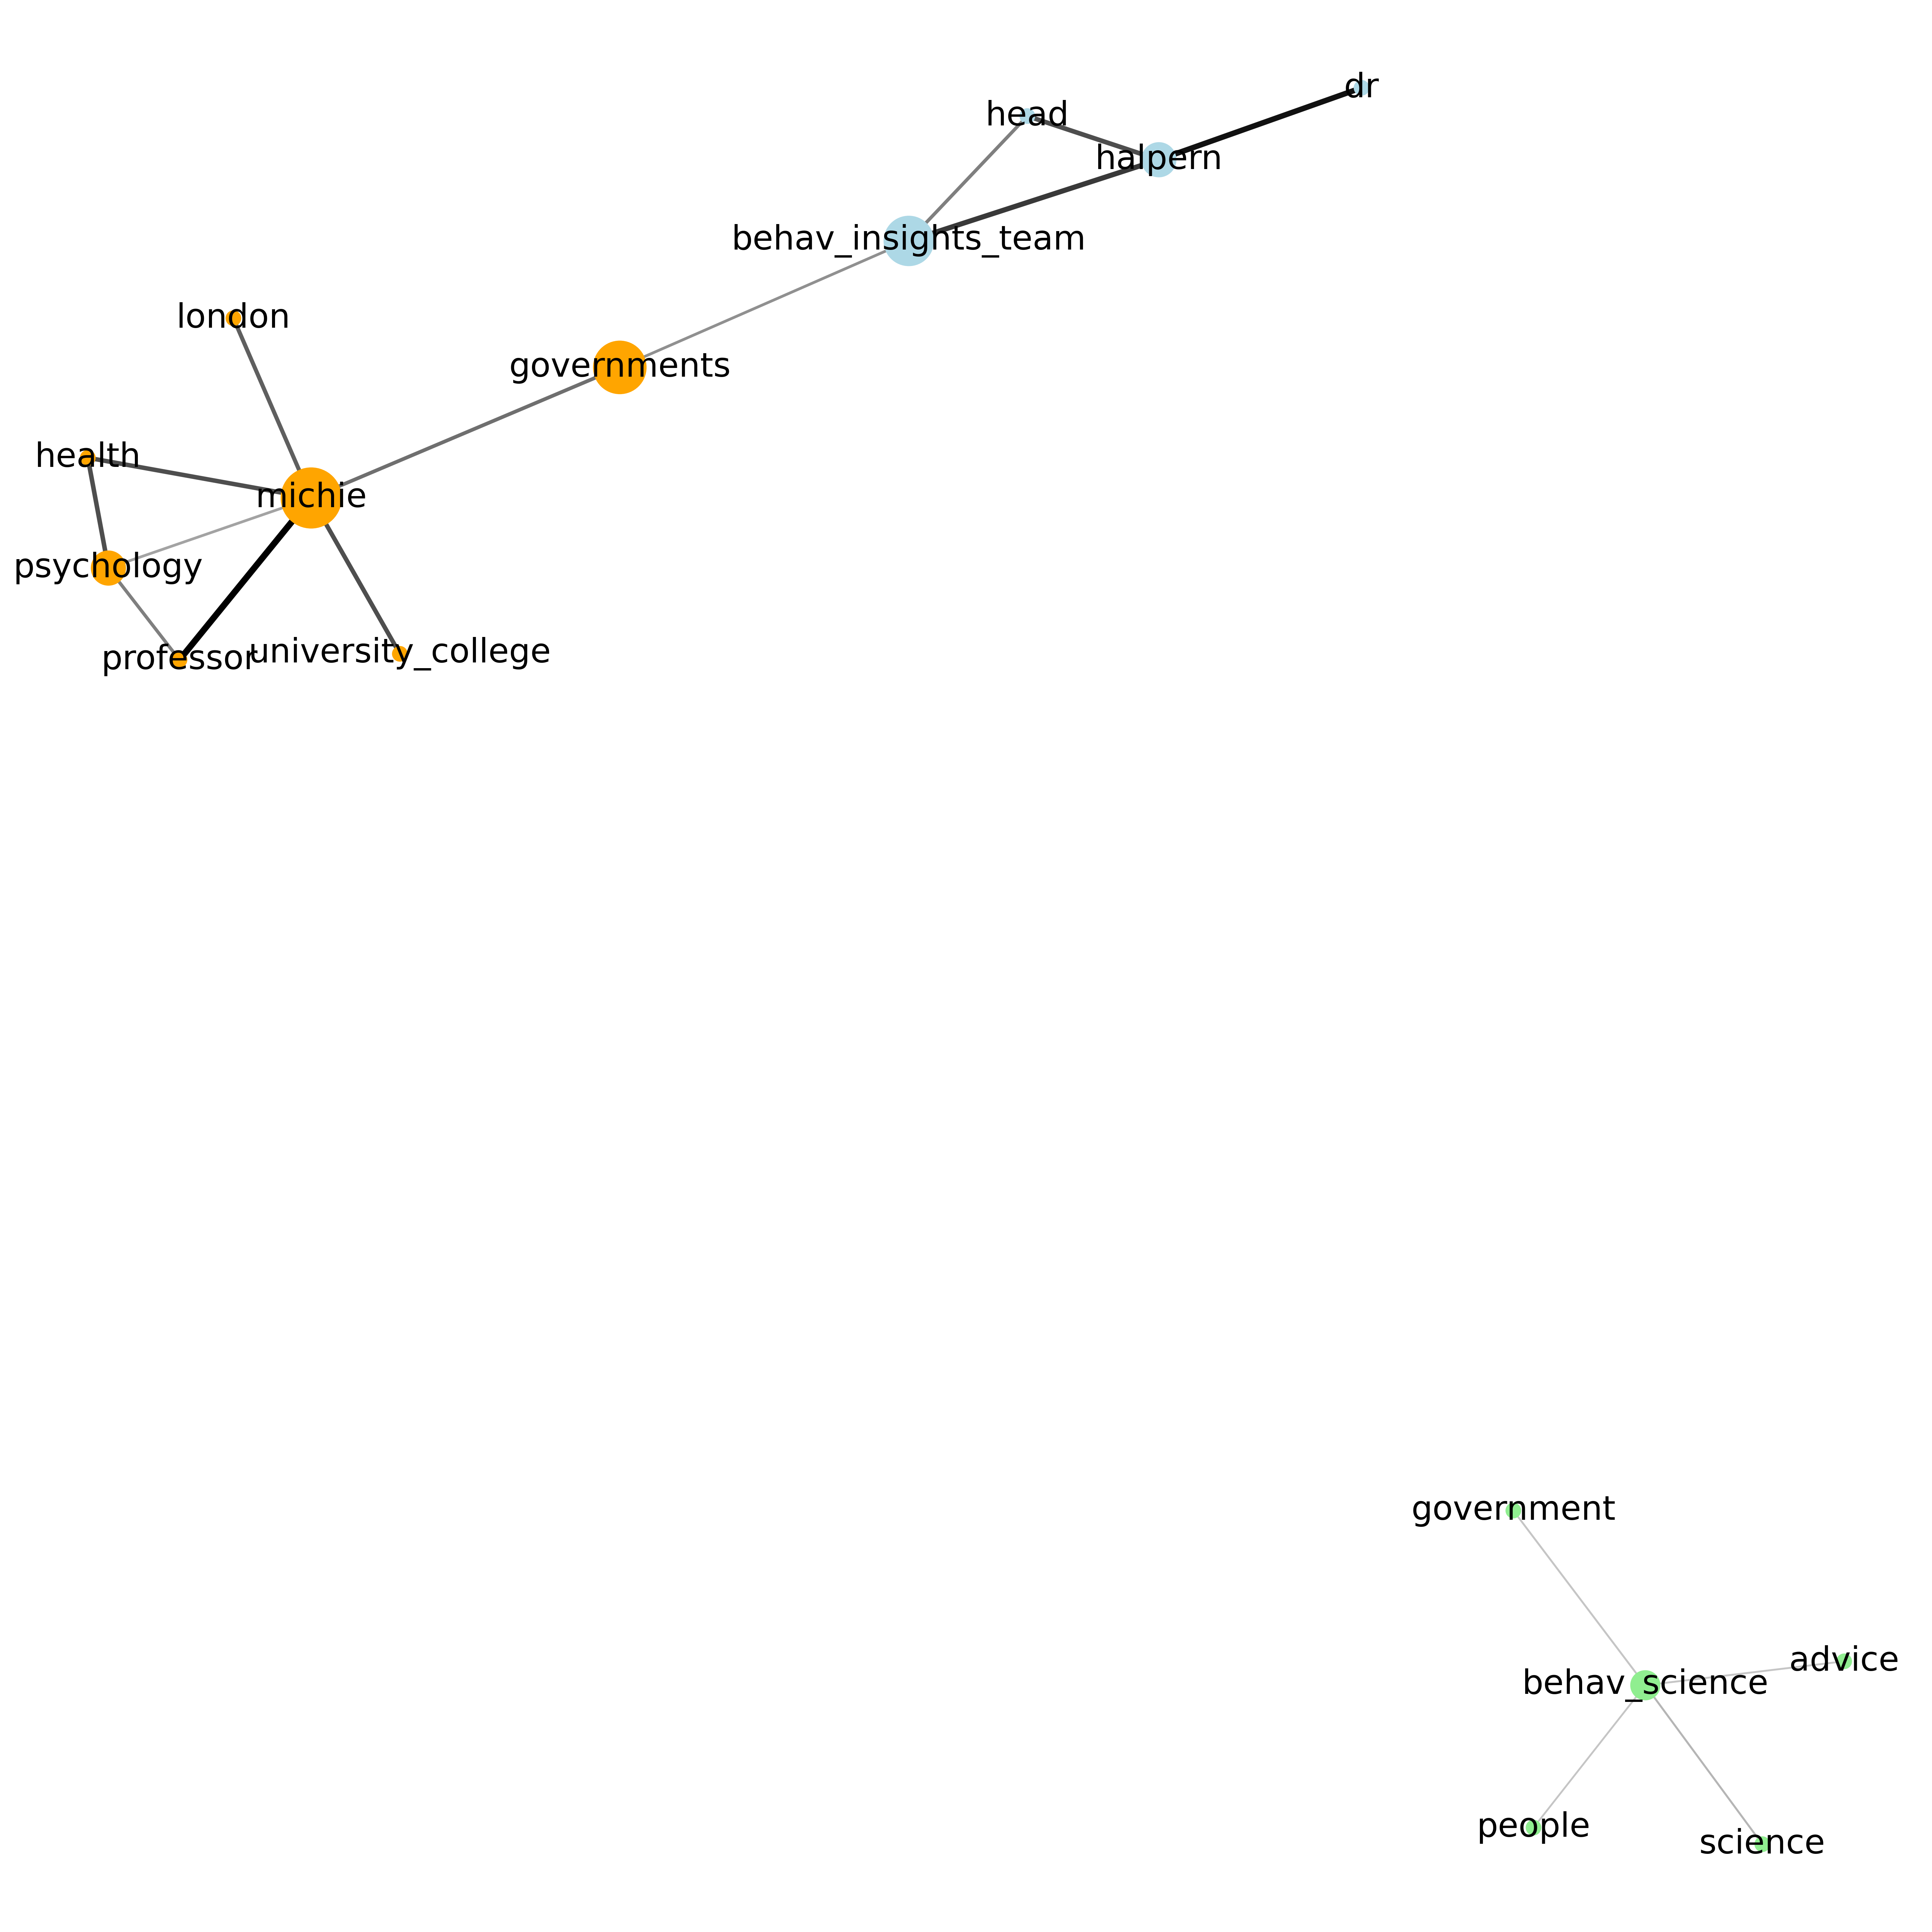 dr
head
halpern
behav_insights_team
london
governments
health
michie
psychology
professor
university_college
government
advice
behav_science
people
science